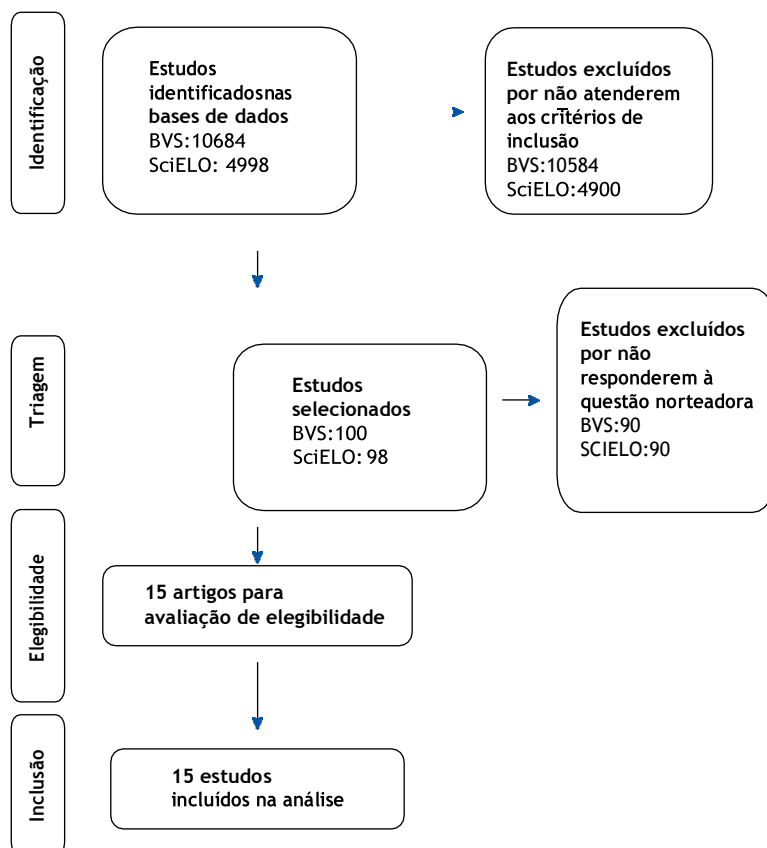 Identificação
Estudos
identificadosnas
bases de dados
BVS:10684
SciELO: 4998
Estudos excluídos
por não atenderem
aos critérios de
inclusão
BVS:10584
SciELO:4900
Triagem
Estudos
selecionados
BVS:100
SciELO: 98
Estudos excluídos
por não
responderem à
questão norteadora
BVS:90
SCIELO:90
Elegibilidade
15 artigos para
avaliação de elegibilidade
Inclusão
15 estudos
incluídos na análise